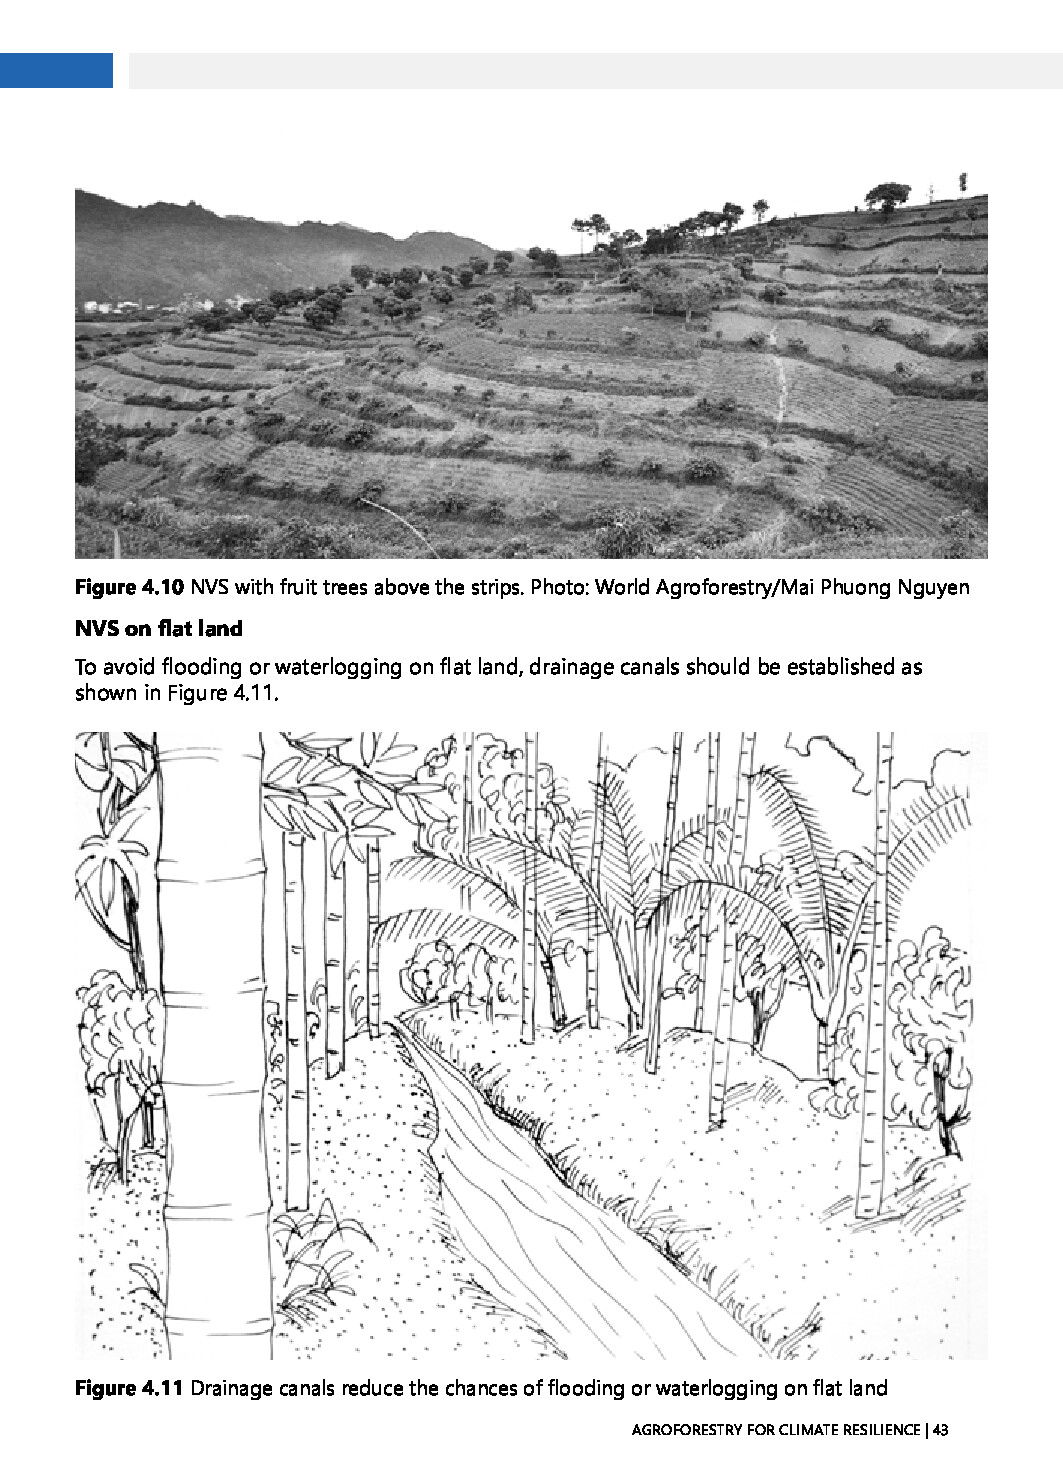 Figure 4.10 NVS with fruit trees above the strips. Photo: World Agroforestry/Mai Phuong Nguyen
NVS on flat land
To avoid flooding or waterlogging on flat land, drainage canals should be established as
shown in Figure 4.11.
Figure 4.11 Drainage canals reduce the chances of flooding or waterlogging on flat land
AGROFORESTRY FOR CLIMATE RESILIENCE | 43